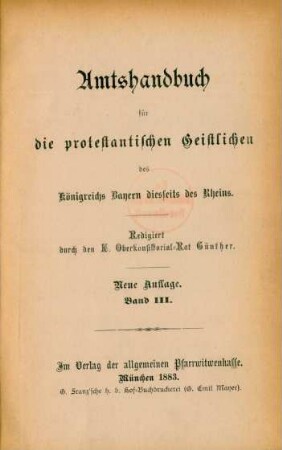 Amtshandbuch
für
die protestantischen Geistlichen
des
Königreichs Bayern diesseits des Rheins.
Redigiert
durch den K. Oberkonsistorial-Rat Günther.
Neue Auflage.
Band III.
Im Verlag der allgemeinen Pfarrwitwenkasse.
München 1883.
G. Franz'sche h. b. Hof-Buchdruckerei (G. Emil Mayer).